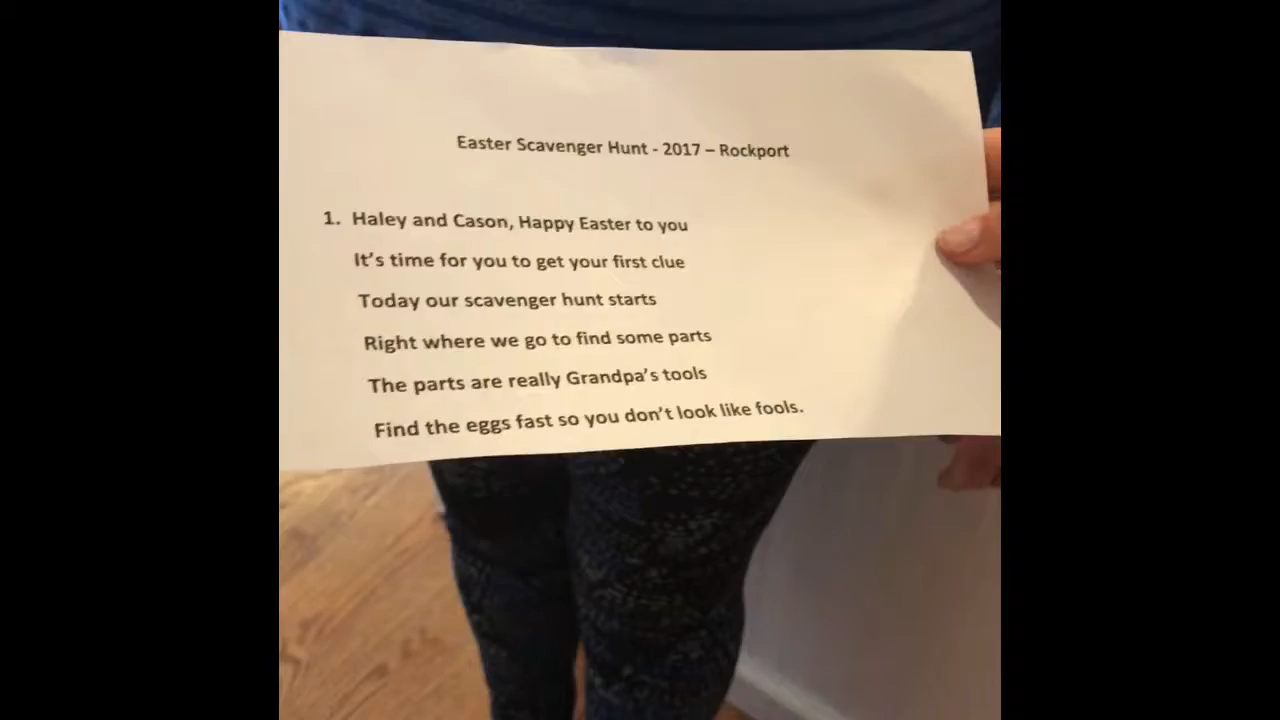 Easter Scavenger Hunt - 2017 – Rockport
1. Haley and Cason, Happy Easter to you
It's time for you to get your first clue
Today our scavenger hunt starts
Right where we go to find some parts
The parts are really Grandpa's tools
Find the eggs fast so you don't look like fools.